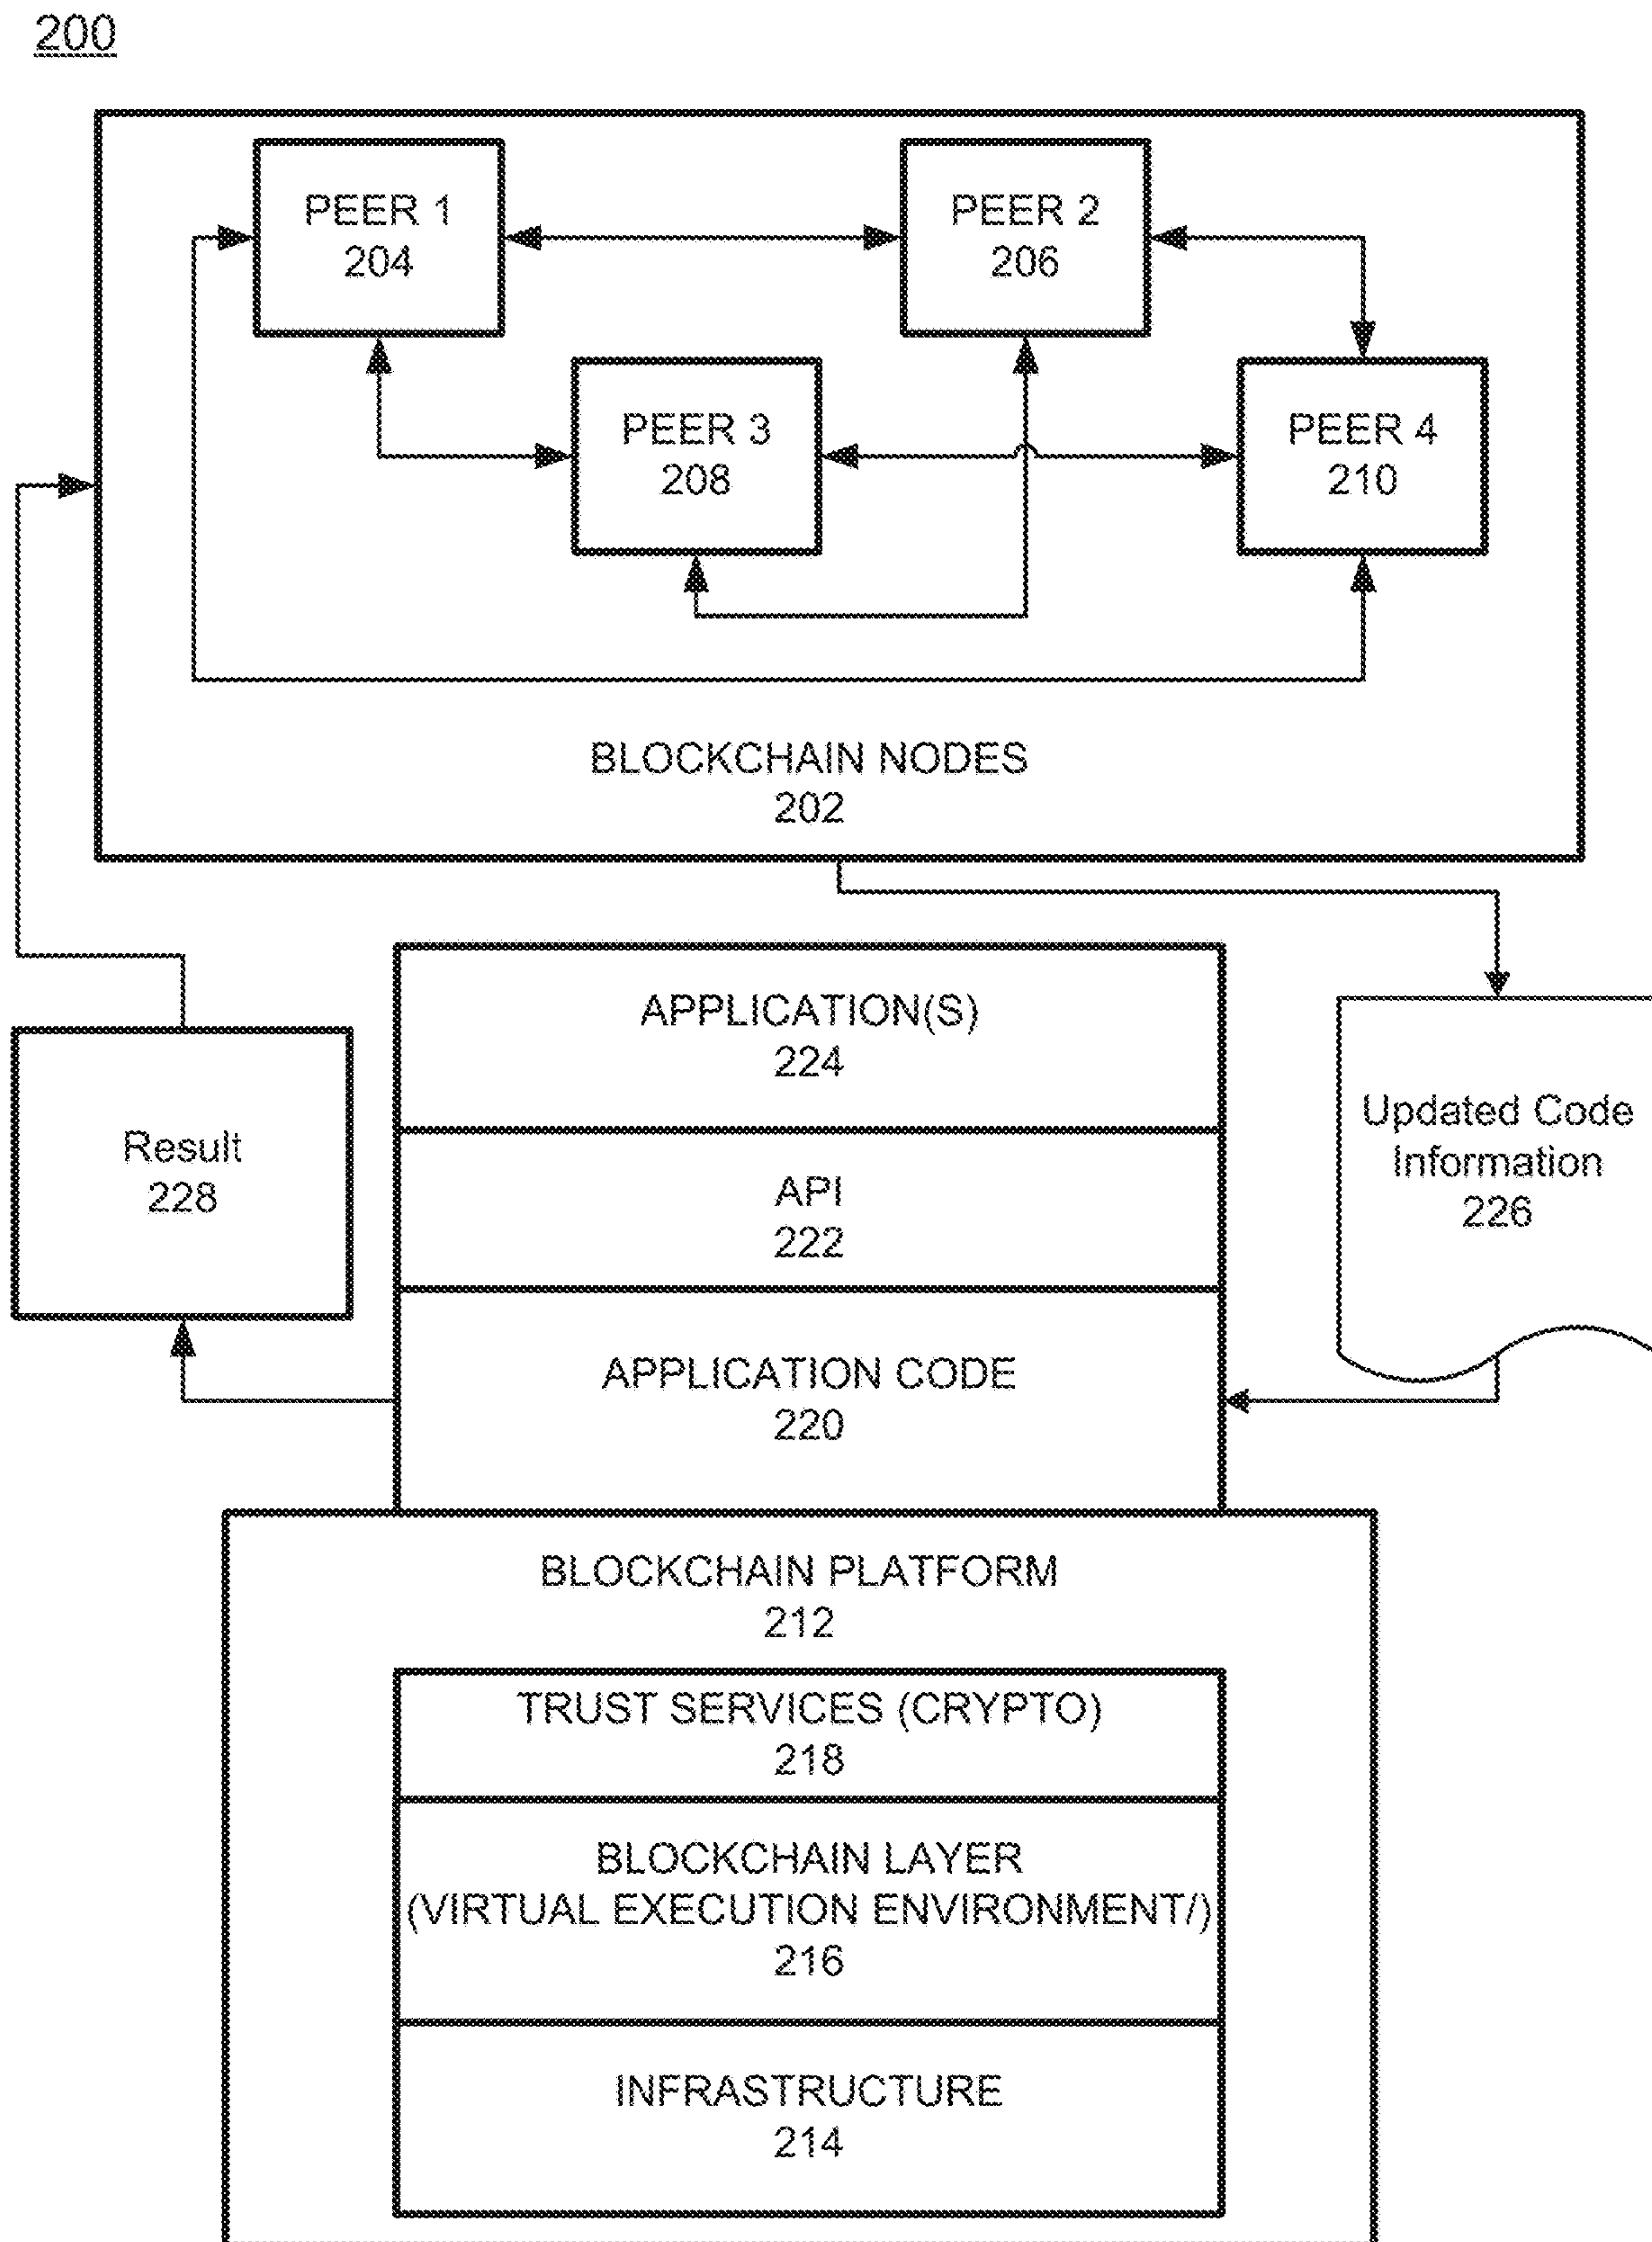 200
PEER 1
204
PEER 2
206
PEER 3
208
PEER 4
210
BLOCKCHAIN NODES
202
APPLICATION(S)
224
API
222
APPLICATION CODE
220
Result
228
Updated Code
Information
226
BLOCKCHAIN PLATFORM
212
TRUST SERVICES (CRYPTO)
218
BLOCKCHAIN LAYER
(VIRTUAL EXECUTION ENVIRONMENT/)
216
INFRASTRUCTURE
214